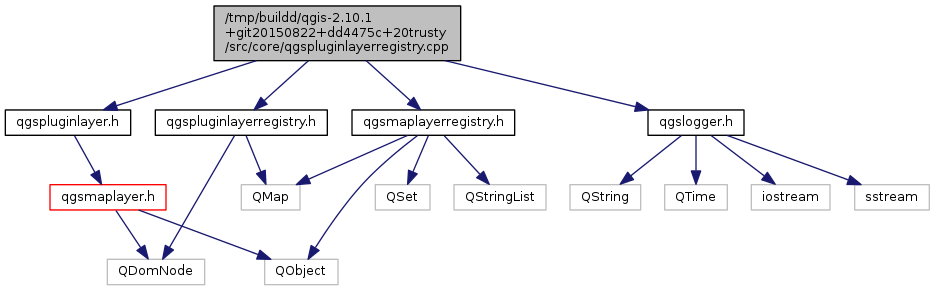 /tmp/buildd/qgis-2.10.1
+git20150822+dd4475c+20trusty
/src/core/qgspluginlayerregistry.cpp
qgspluginlayer.h
qgspluginlayerregistry.h
qgsmaplayerregistry.h
qgslogger.h
qgsmaplayer.h
QMap
QSet
QStringList
QString
QTime
iostream
sstream
QDomNode
QObject